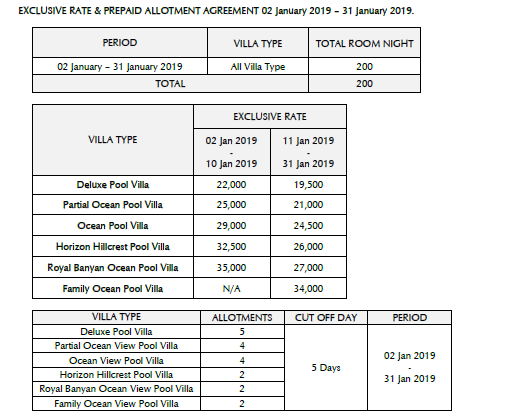 EXCLUSIVE RATE & PREPAID ALLOTMENT AGREEMENT 02 January 2019 – 31 January 2019.
PERIOD VILLA TYPE TOTAL ROOM NIGHT
02 January – 31 January 2019 All Villa Type 200
TOTAL 200
VILLA TYPE EXCLUSIVE RATE
02 Jan 2019 - 10 Jan 2019 11 Jan 2019 - 31 Jan 2019
Deluxe Pool Villa 22,000 19,500
Partial Ocean Pool Villa 25,000 21,000
Ocean Pool Villa 29,000 24,500
Horizon Hillcrest Pool Villa 32,500 26,000
Royal Banyan Ocean Pool Villa 35,000 27,000
Family Ocean Pool Villa N/A 34,000
VILLA TYPE ALLOTMENTS CUT OFF DAY PERIOD
Deluxe Pool Villa 5
Partial Ocean View Pool Villa 4
Ocean View Pool Villa 4
Horizon Hillcrest Pool Villa 2
Royal Banyan Ocean View Pool Villa 2
Family Ocean View Pool Villa 2
5 Days
02 Jan 2019
-
31 Jan 2019